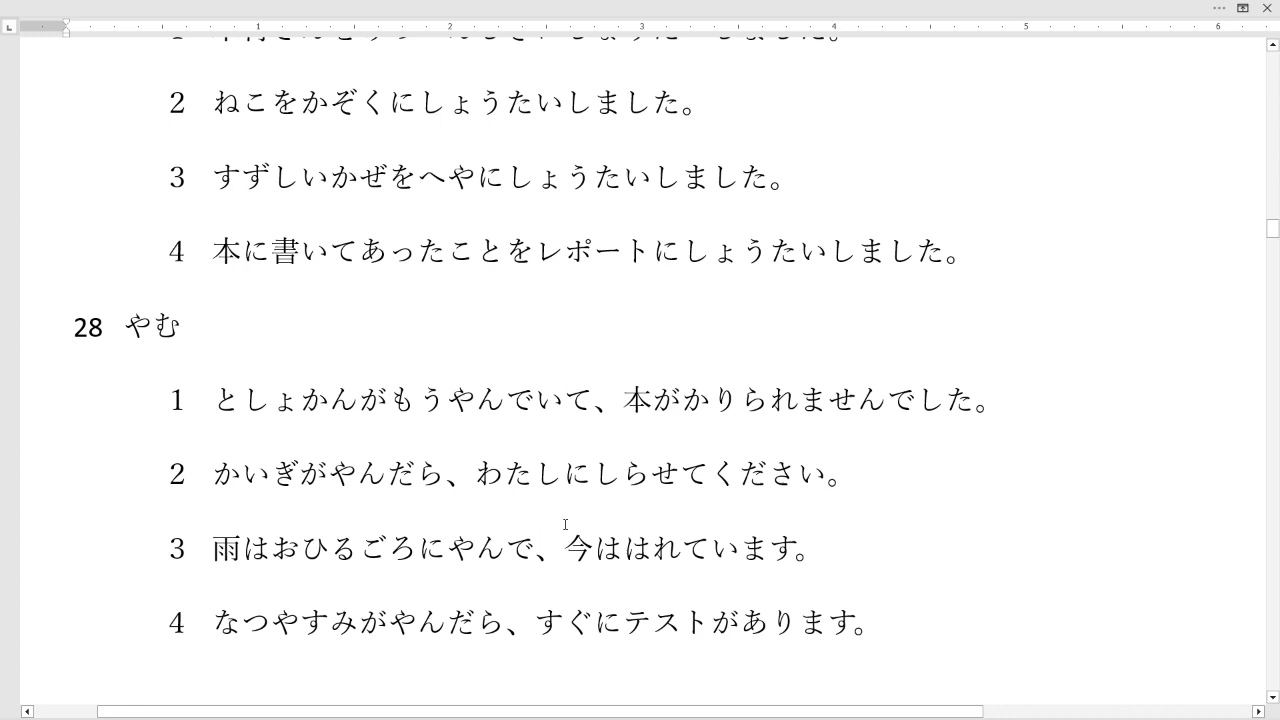 2 ねこをかぞくにしょうたいしました。
3 すずしいかぜをへやにしょうたいしました。
4 本に書いてあったことをレポートにしょうたいしました。
28 やむ
1 としょかんがもうやんでいて、本がかりられませんでした。
2 かいぎがやんだら、わたしにしらせてください。
3 雨はおひるごろにやんで、今ははれています。
4 なつやすみがやんだら、すぐにテストがあります。